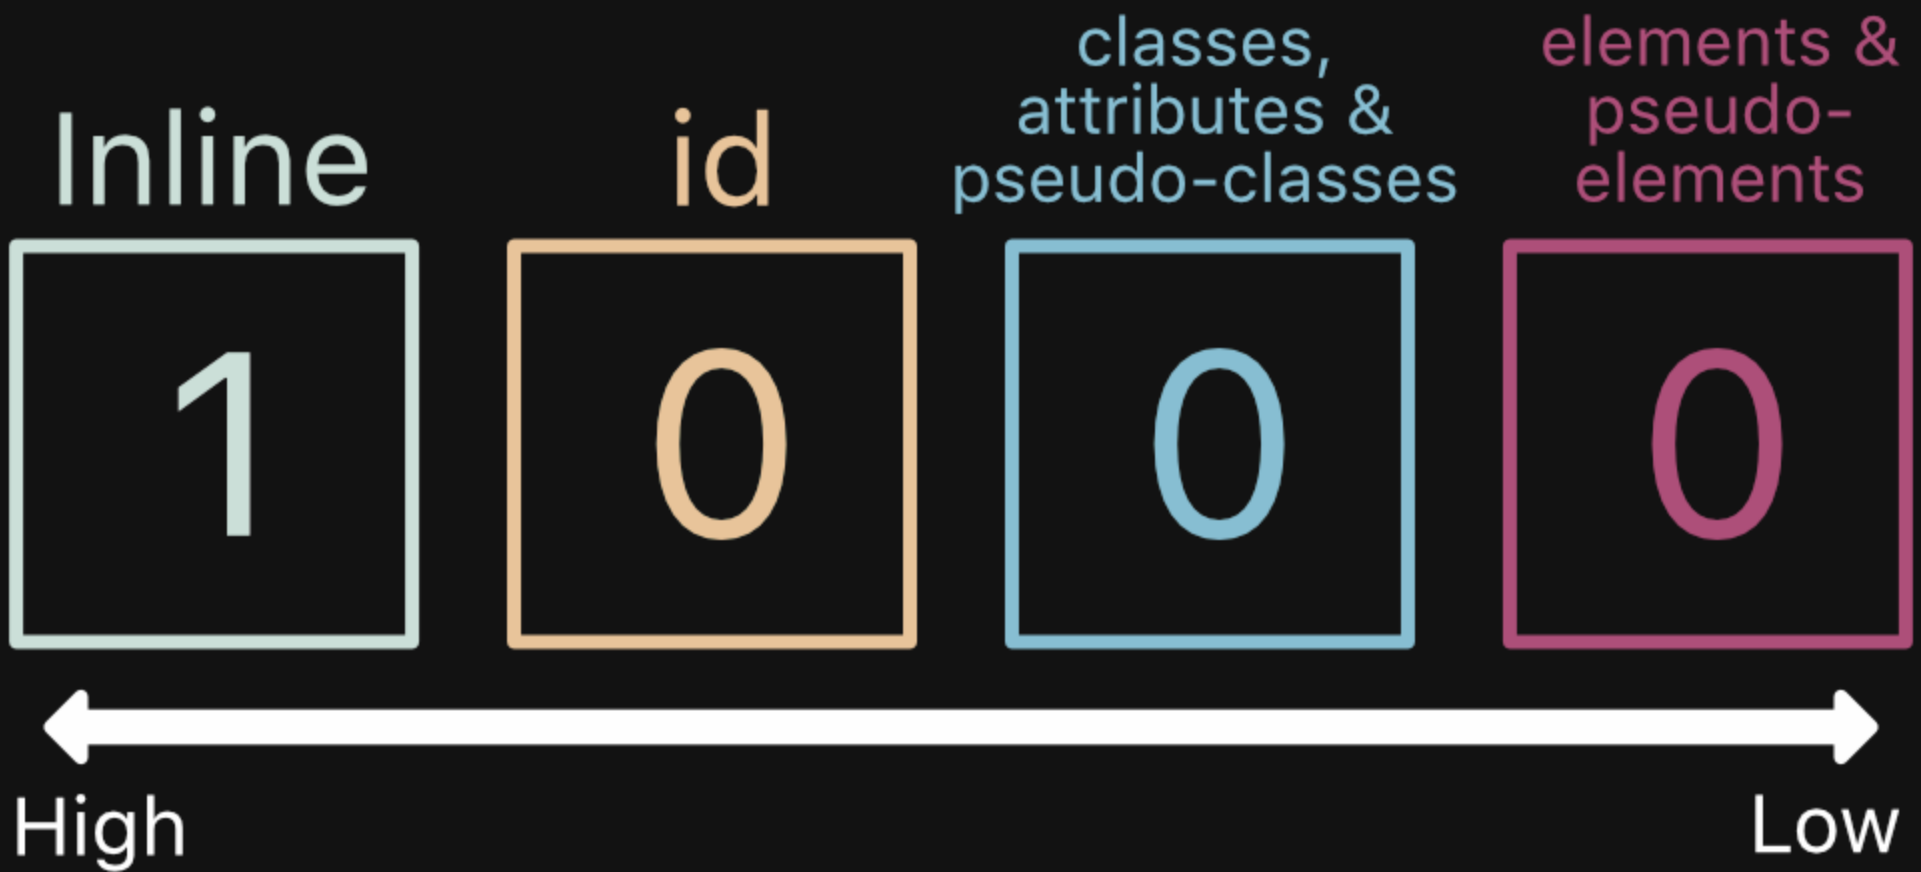 Inline
id
classes,
attributes &
pseudo-classes
elements &
pseudo-
elements
1
0
0
0
High
Low